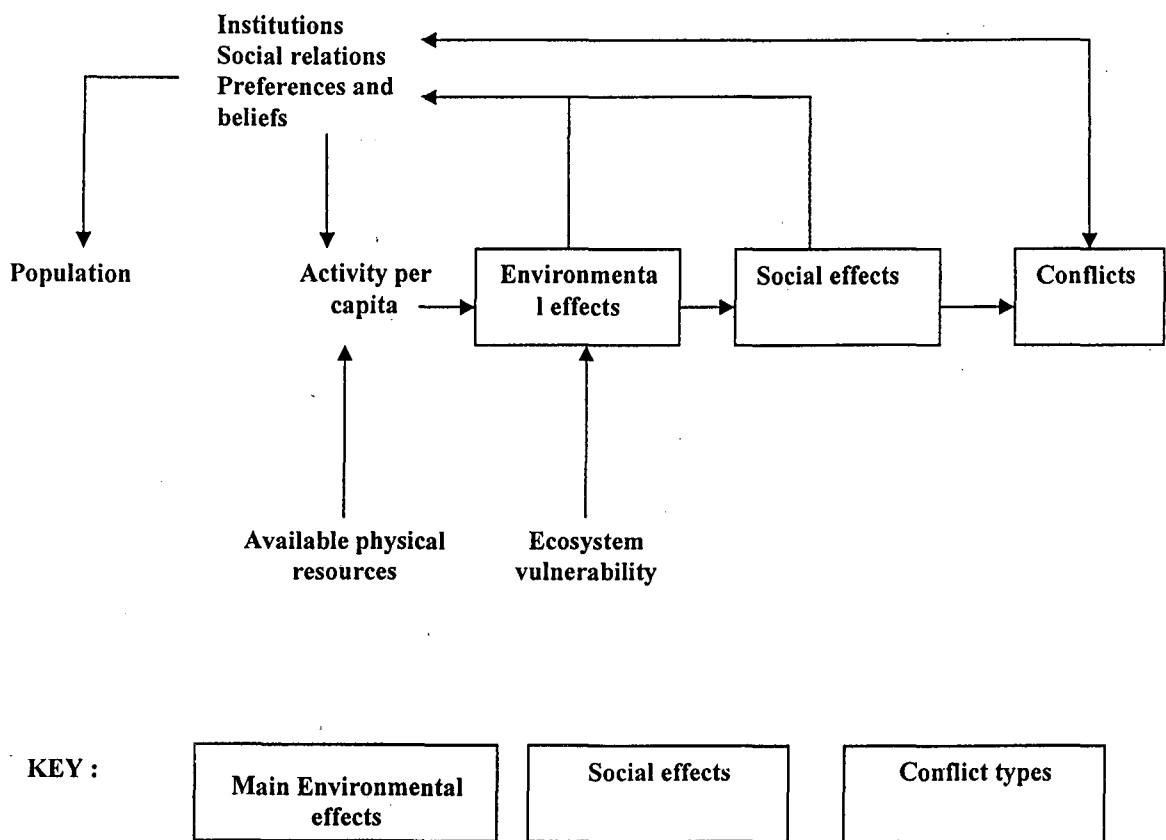 Institutions
Social relations
Preferences and
beliefs
Population
Activity per
capita
Environmenta
l effects
Social effects
Conflicts
Available physical
resources
Ecosystem
vulnerability
KEY :
Main Environmental
effects
Social effects
Conflict types